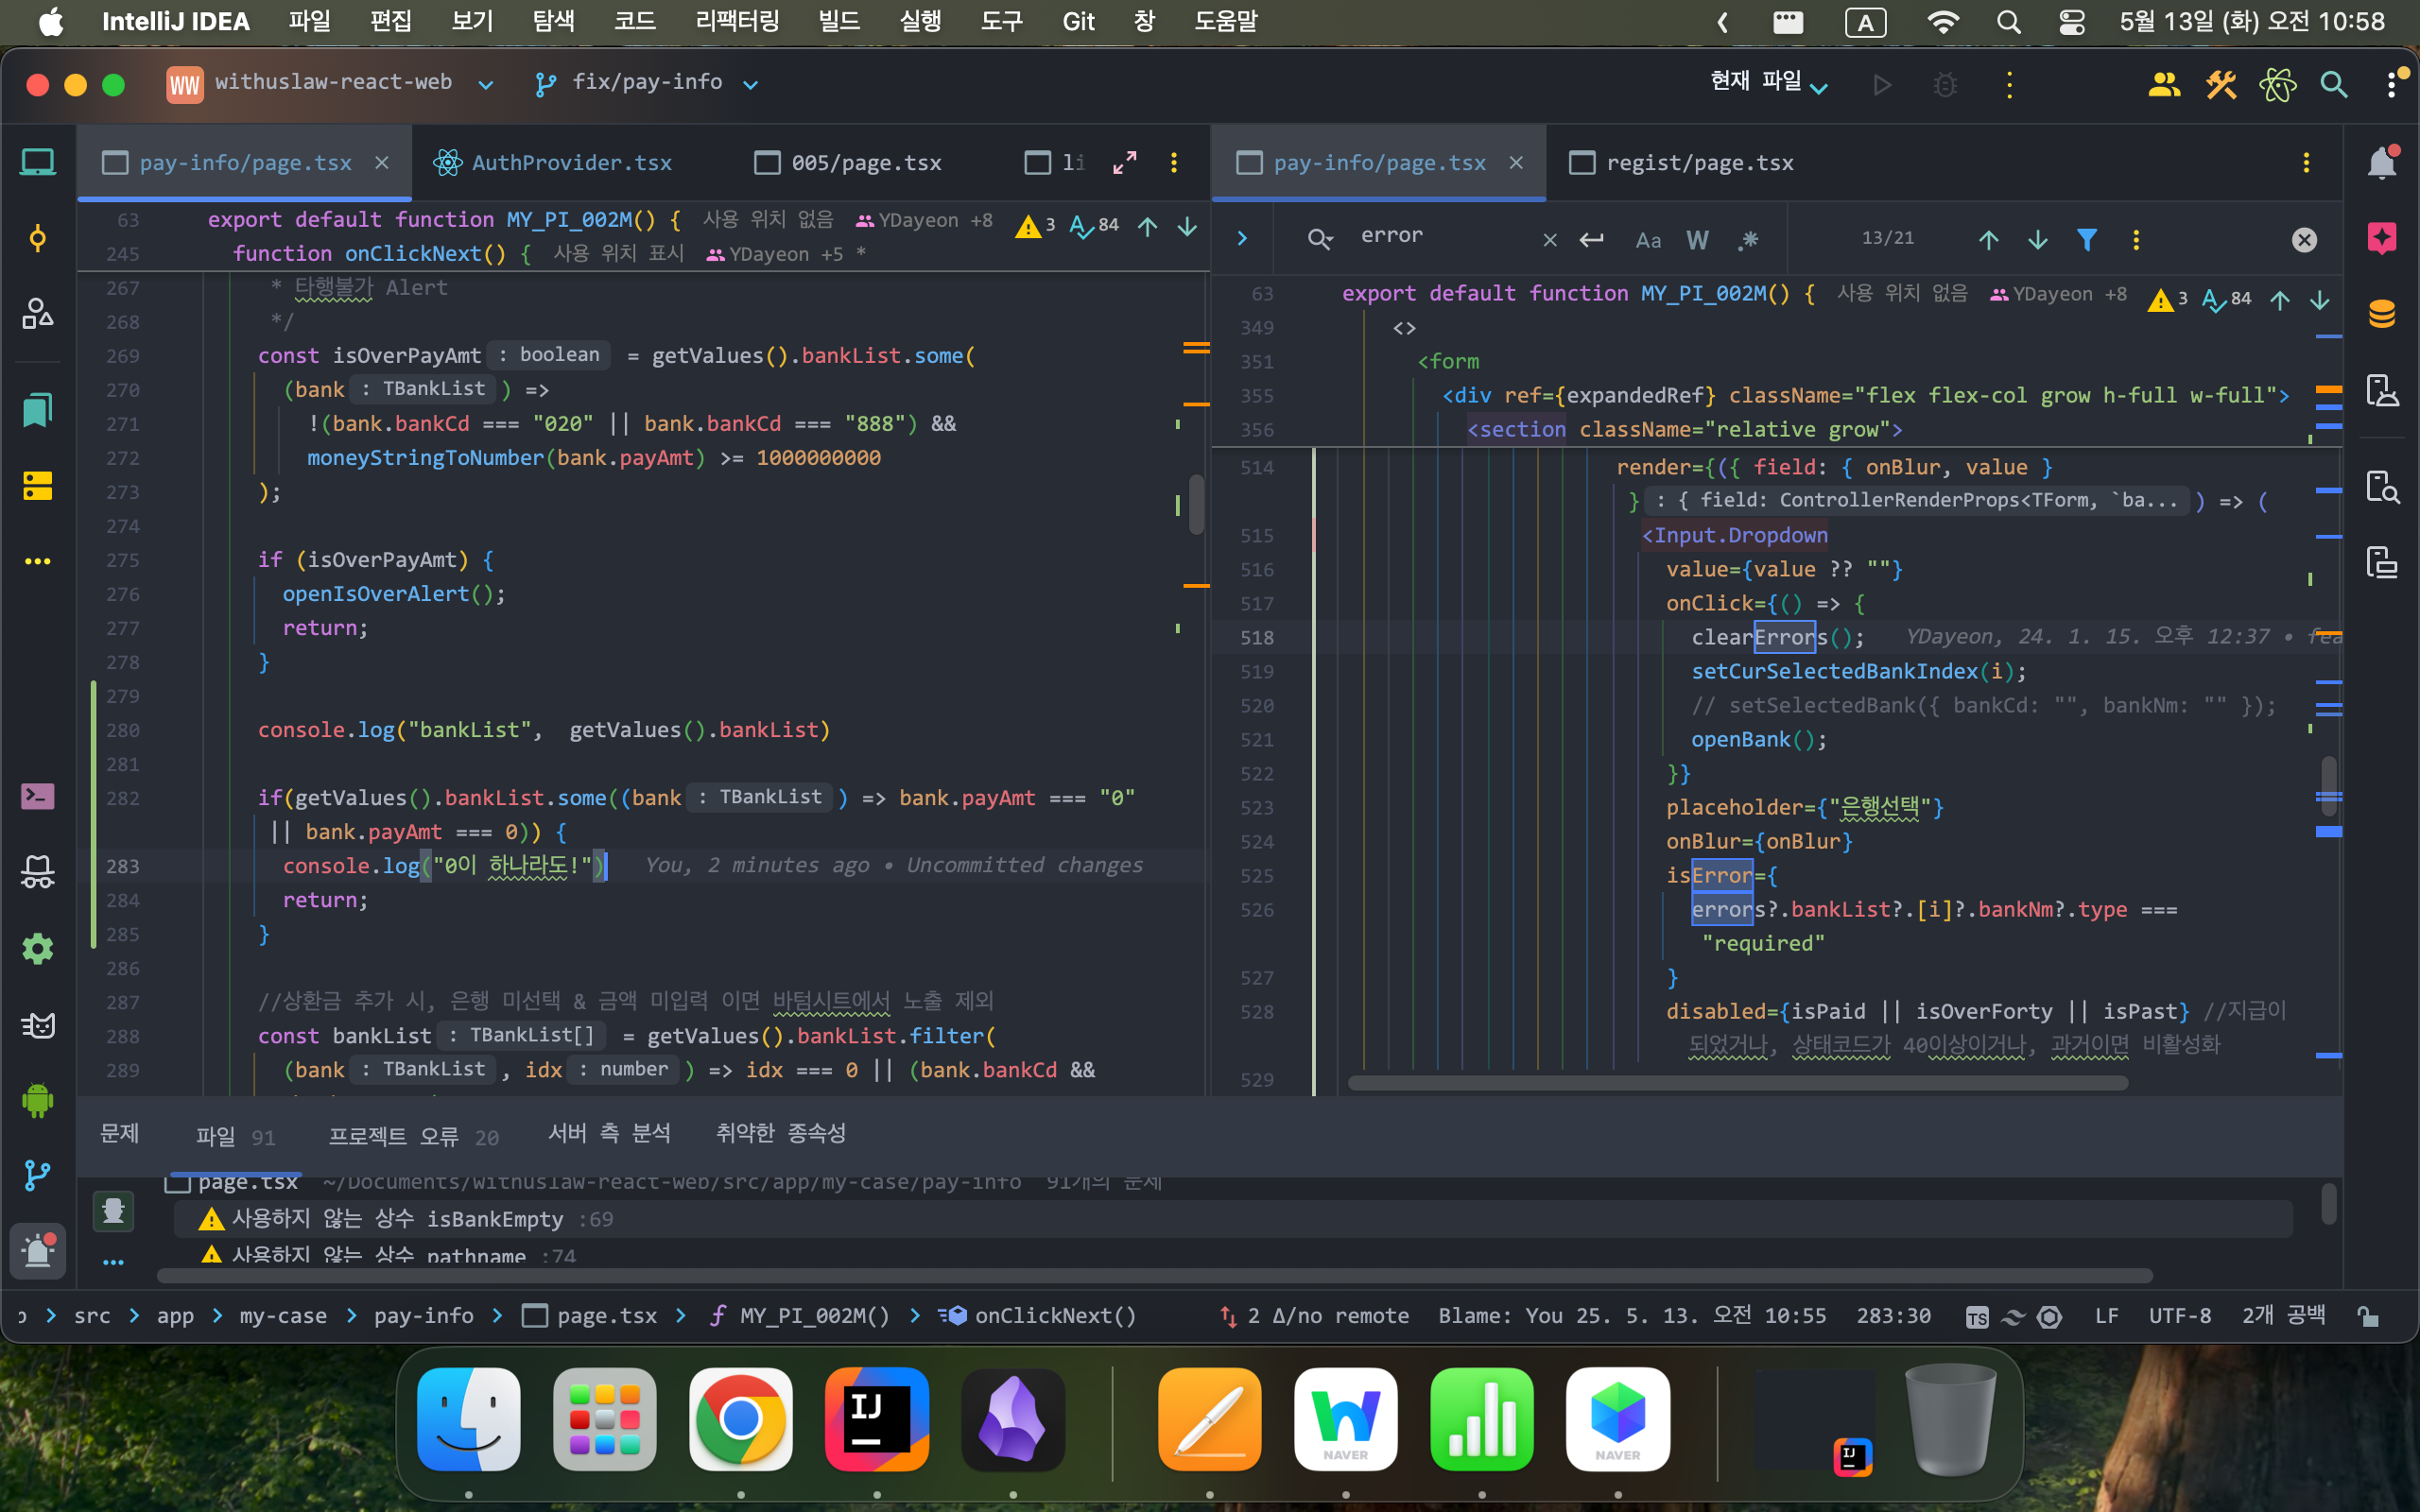 IntelliJ IDEA 파일 편집 보기 탐색 코드 리팩터링 빌드 실행 도구 Git 창 도움말 A 5월 13일 (화) 오전 10:58
WW withuslaw-react-web fix/pay-info 현재 파일
pay-info/page.tsx AuthProvider.tsx 005/page.tsx li
63 export default function MY_PI_002M() { 사용 위치 없음 YDayeon +8 3 84
245 function onClickNext() { 사용 위치 표시 YDayeon +5 *
267 * 타행불가 Alert
268 */
269 const isOverPayAmt : boolean = getValues().bankList.some(
270 (bank : TBankList ) =>
271 !(bank.bankCd === "020" || bank.bankCd === "888") &&
272 moneyStringToNumber(bank.payAmt) >= 1000000000
273 );
274
275 if (isOverPayAmt) {
276 openIsOverAlert();
277 return;
278 }
279
280 console.log("bankList",  getValues().bankList)
281
282 if(getValues().bankList.some((bank : TBankList ) => bank.payAmt === "0"
|| bank.payAmt === 0)) {
283 console.log("0이 하나라도!") You, 2 minutes ago • Uncommitted changes
284 return;
285 }
286
287 //상환금 추가 시, 은행 미선택 & 금액 미입력 이면 바텀시트에서 노출 제외
288 const bankList : TBankList[] = getValues().bankList.filter(
289 (bank : TBankList , idx : number ) => idx === 0 || (bank.bankCd &&
pay-info/page.tsx regist/page.tsx
error Aa W .* 13/21
63 export default function MY_PI_002M() { 사용 위치 없음 YDayeon +8 3 84
349 <>
351 <form
355 <div ref={expandedRef} className="flex flex-col grow h-full w-full">
356 <section className="relative grow">
514 render={({ field: { onBlur, value }
} : { field: ControllerRenderProps<TForm, `ba... ) => (
515 <Input.Dropdown
516 value={value ?? ""}
517 onClick={() => {
518 clearErrors(); YDayeon, 24. 1. 15. 오후 12:37 • fea
519 setCurSelectedBankIndex(i);
520 // setSelectedBank({ bankCd: "", bankNm: "" });
521 openBank();
522 }}
523 placeholder={"은행선택"}
524 onBlur={onBlur}
525 isError={
526 errors?.bankList?.[i]?.bankNm?.type ===
"required"
527 }
528 disabled={isPaid || isOverForty || isPast} //지급이
되었거나, 상태코드가 40이상이거나, 과거이면 비활성화
529
문제 파일 91 프로젝트 오류 20 서버 측 분석 취약한 종속성
page.tsx ~/Documents/withuslaw-react-web/src/app/my-case/pay-info 91개의 문제
사용하지 않는 상수 isBankEmpty :69
사용하지 않는 상수 pathname :74
src app my-case pay-info page.tsx MY_PI_002M() onClickNext() 2 Δ/no remote Blame: You 25. 5. 13. 오전 10:55 283:30 TS LF UTF-8 2개 공백
IJ NAVER NAVER IJ